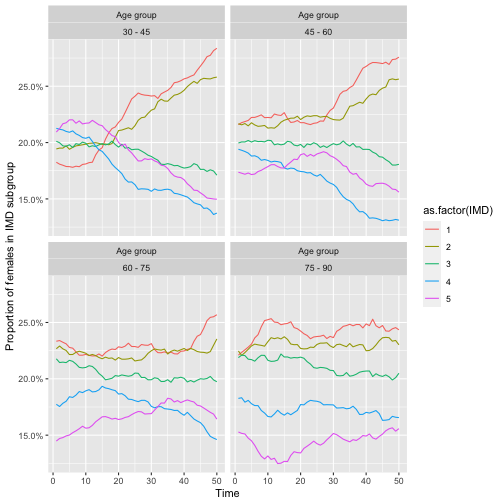 Age group
30 - 45
Age group
45 - 60
25.0%
20.0%
15.0%
Age group
60 - 75
Age group
75 - 90
25.0%
20.0%
15.0%
0 10 20 30 40 50
0 10 20 30 40 50
Time
Proportion of females in IMD subgroup
as.factor(IMD)
1
2
3
4
5